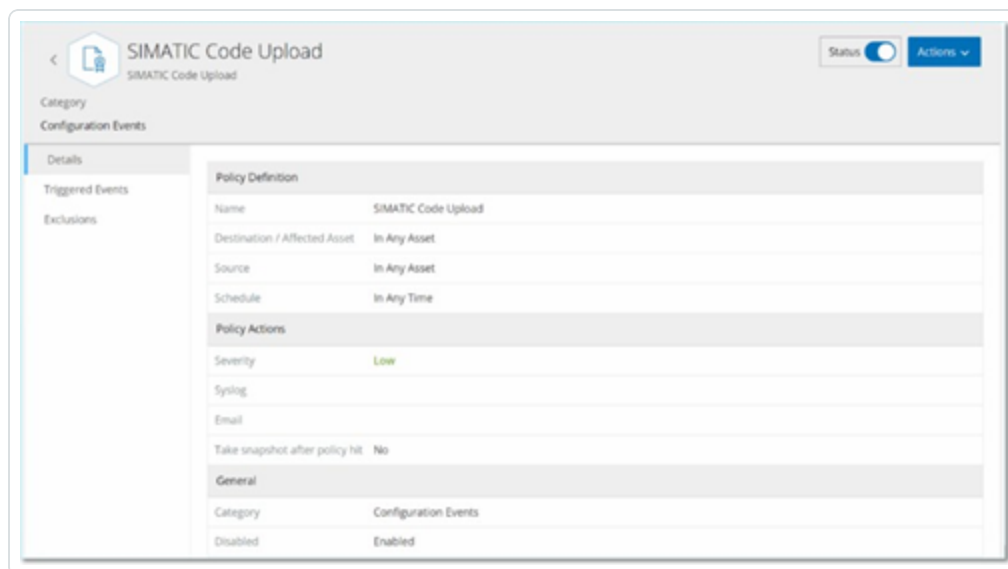 SIMATIC Code Upload
SIMATIC Code Upload
Status
Actions
Category
Configuration Events
Details
Triggered Events
Exclusions
Policy Definition
Name SIMATIC Code Upload
Destination / Affected Asset In Any Asset
Source In Any Asset
Schedule In Any Time
Policy Actions
Severity Low
Syslog
Email
Take snapshot after policy hit No
General
Category Configuration Events
Disabled Enabled